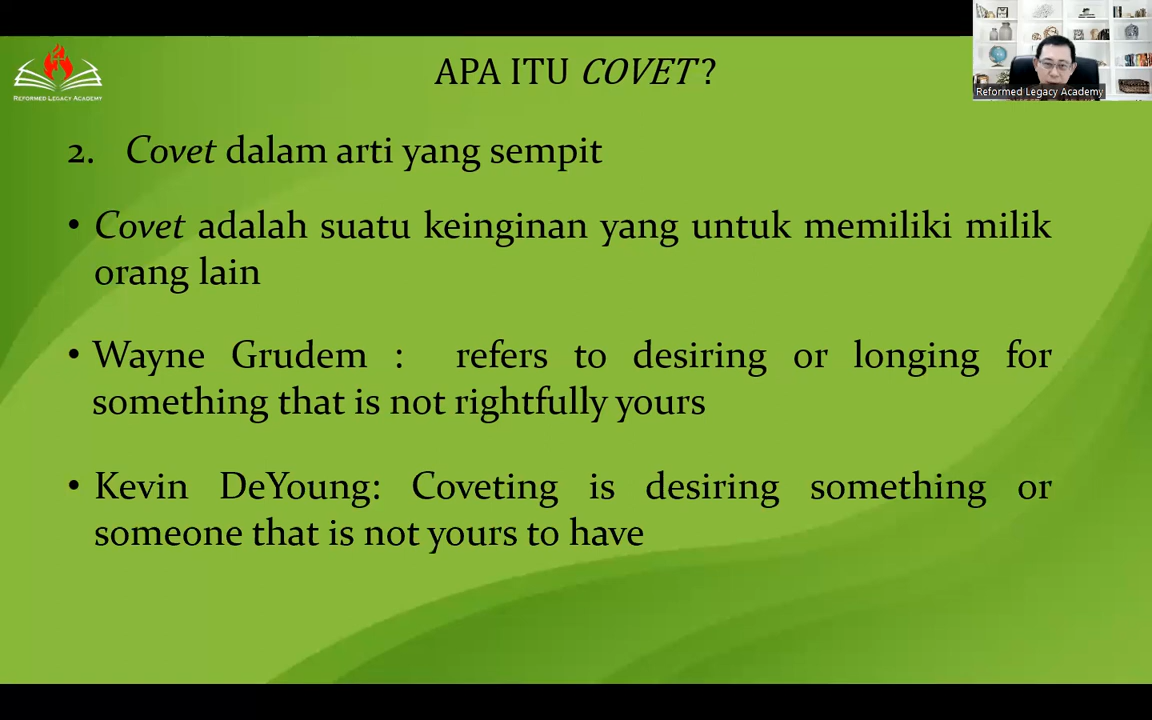 REFORMED LEGACY ACADEMY
APA ITU COVET?
Reformed Legacy Academy
2. Covet dalam arti yang sempit
• Covet adalah suatu keinginan yang untuk memiliki milik
orang lain
• Wayne Grudem : refers to desiring or longing for
something that is not rightfully yours
• Kevin DeYoung: Coveting is desiring something or
someone that is not yours to have